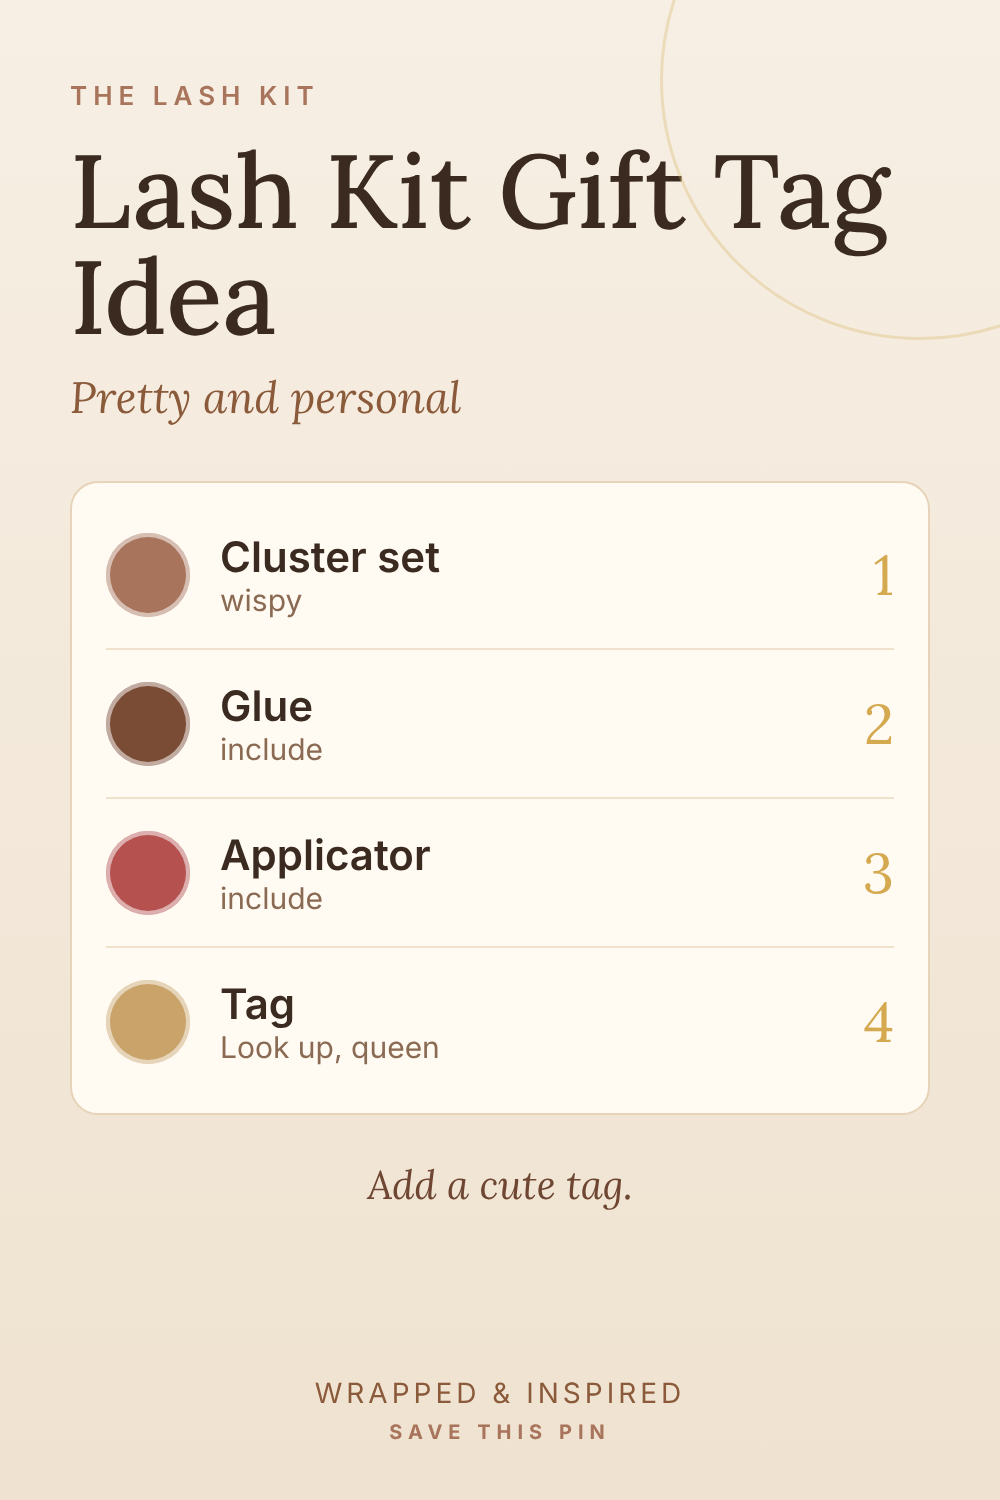 THE LASH KIT
Lash Kit Gift Tag
Idea
Pretty and personal
Cluster set
wispy
1
Glue
include
2
Applicator
include
3
Tag
Look up, queen
4
Add a cute tag.
WRAPPED & INSPIRED
SAVE THIS PIN